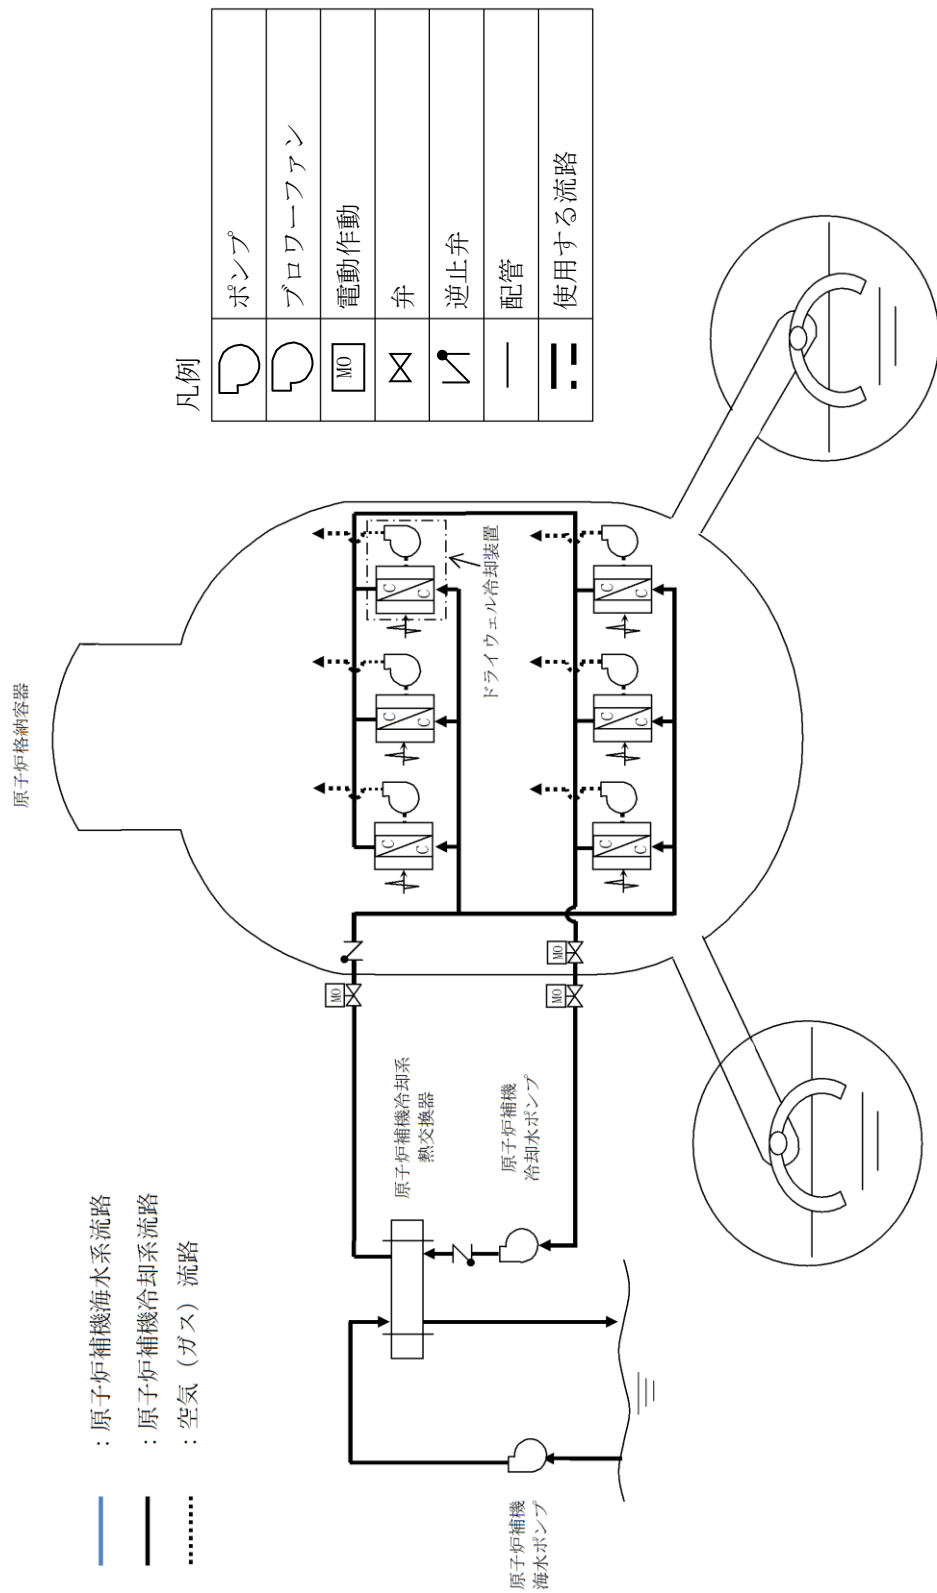 原子炉格納容器
ドライウェル冷却装置
C
C
C
C
C
C
C
C
C
C
C
C
MO
MO
MO
原子炉補機冷却系
熱交換器
原子炉補機
冷却水ポンプ
原子炉補機
海水ポンプ
：原子炉補機海水系流路
：原子炉補機冷却系流路
：空気（ガス）流路
凡例
ポンプ
ブロワーファン
MO 電動作動
弁
逆止弁
配管
使用する流路